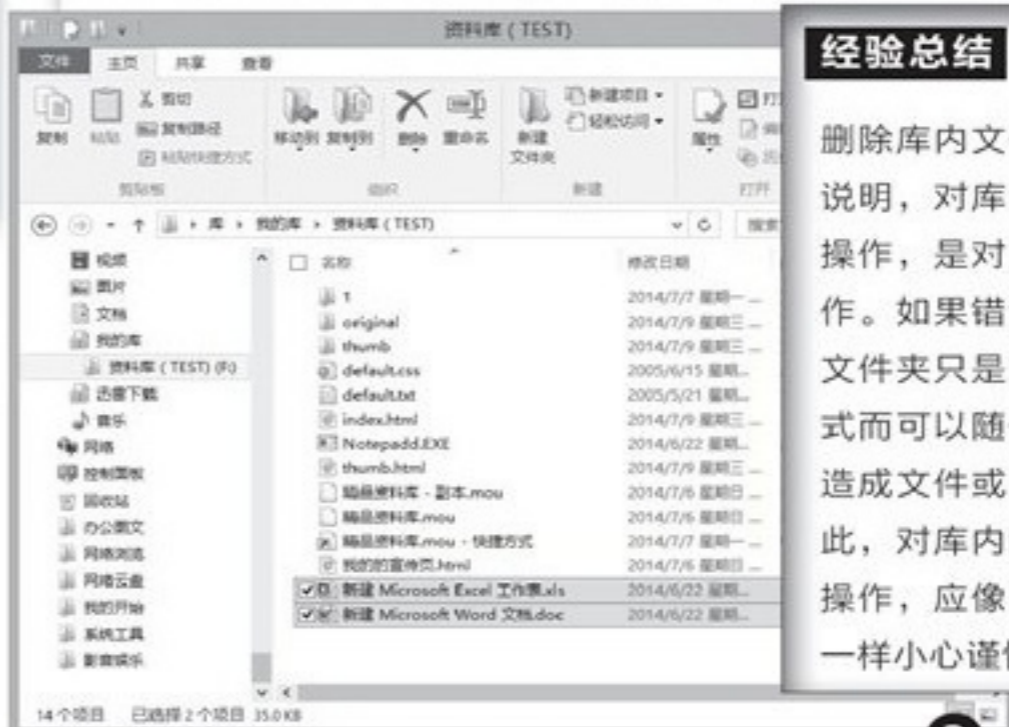 资料库 ( TEST)
文件 主页 共享 查看
复制
粘贴
剪切
复制路径
粘贴快捷方式
移动到 复制到 删除 重命名
新建
文件夹
新建项目
轻松访问
属性
剪贴板 组织 新建 打开
库 我的库 资料库 ( TEST)
视频
图片
文档
我的库
资料库 ( TEST) (F:)
迅雷下载
音乐
网络
控制面板
回收站
办公图文
网络浏览
网络云盘
我的开始
系统工具
影音娱乐
名称 修改日期
1 2014/7/7 星期一 ...
original 2014/7/9 星期三 ...
thumb 2014/7/9 星期三 ...
default.css 2005/6/15 星期...
default.txt 2005/5/21 星期...
index.html 2014/7/9 星期三 ...
Notepadd.EXE 2014/6/22 星期...
thumb.html 2014/7/9 星期三 ...
资料库 - 副本.mou 2014/7/6 星期日 ...
资料库.mou 2014/7/6 星期日 ...
资料库.mou - 快捷方式 2014/7/7 星期一 ...
我的的宣传页.html 2014/7/6 星期日 ...
新建 Microsoft Excel 工作表.xls 2014/6/22 星期...
新建 Microsoft Word 文档.doc 2014/6/22 星期...
14 个项目 已选择 2 个项目 35.0 KB
经验总结
删除库内文
说明，对库
操作，是对
作。如果错
文件夹只是
式而可以随
造成文件或
此，对库内
操作，应像
一样小心谨